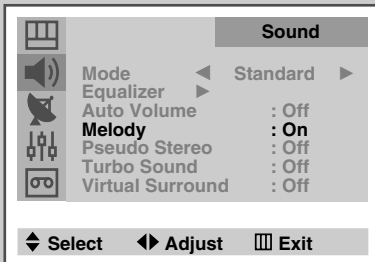 Sound
Mode Standard
Equalizer
Auto Volume : Off
Melody : On
Pseudo Stereo : Off
Turbo Sound : Off
Virtual Surround : Off
Select Adjust Exit